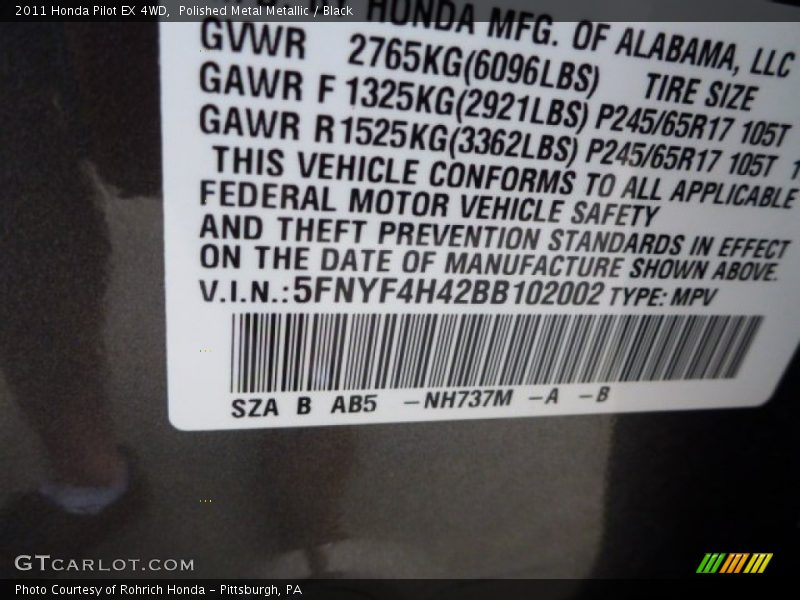 2011 Honda Pilot EX 4WD, Polished Metal Metallic / Black
HONDA MFG. OF ALABAMA, LLC
GVWR 2765KG(6096LBS) TIRE SIZE
GAWR F 1325KG(2921LBS) P245/65R17 105T
GAWR R 1525KG(3362LBS) P245/65R17 105T
THIS VEHICLE CONFORMS TO ALL APPLICABLE
FEDERAL MOTOR VEHICLE SAFETY
AND THEFT PREVENTION STANDARDS IN EFFECT
ON THE DATE OF MANUFACTURE SHOWN ABOVE.
V.I.N.: 5FNYF4H42BB102002 TYPE: MPV
SZA B AB5 –NH737M –A –B
GTCARLOT.COM
Photo Courtesy of Rohrich Honda – Pittsburgh, PA